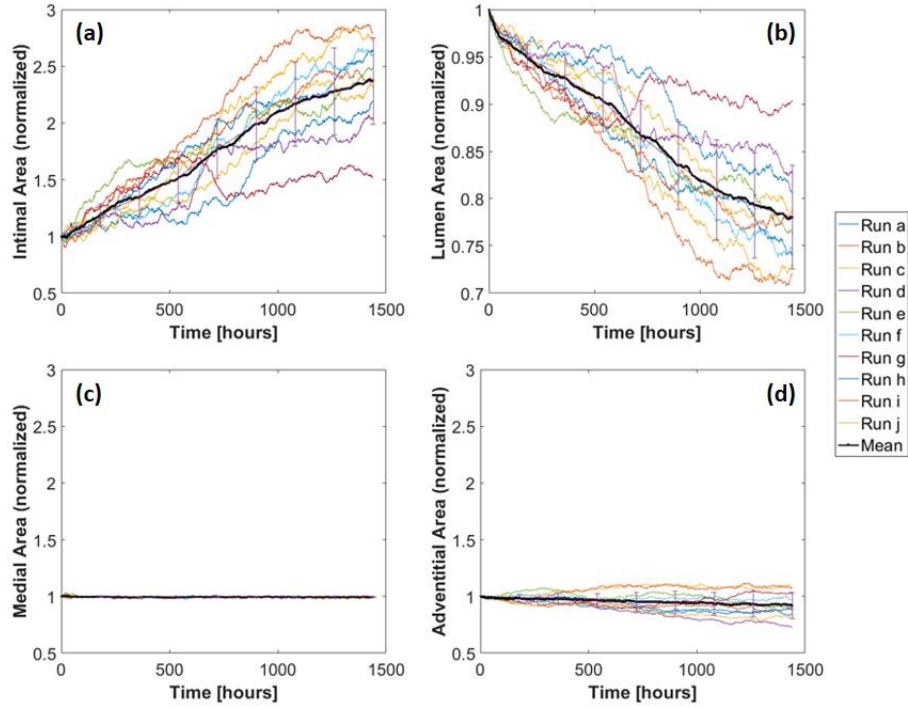 (a)
3
2.5
2
1.5
1
0.5
Intimal Area (normalized)
0
500
1000
1500
Time [hours]
(b)
1
0.95
0.9
0.85
0.8
0.75
0.7
Lumen Area (normalized)
0
500
1000
1500
Time [hours]
(c)
3
2.5
2
1.5
1
0.5
Medial Area (normalized)
0
500
1000
1500
Time [hours]
(d)
3
2.5
2
1.5
1
0.5
Adventitial Area (normalized)
0
500
1000
1500
Time [hours]
Run a
Run b
Run c
Run d
Run e
Run f
Run g
Run h
Run i
Run j
Mean